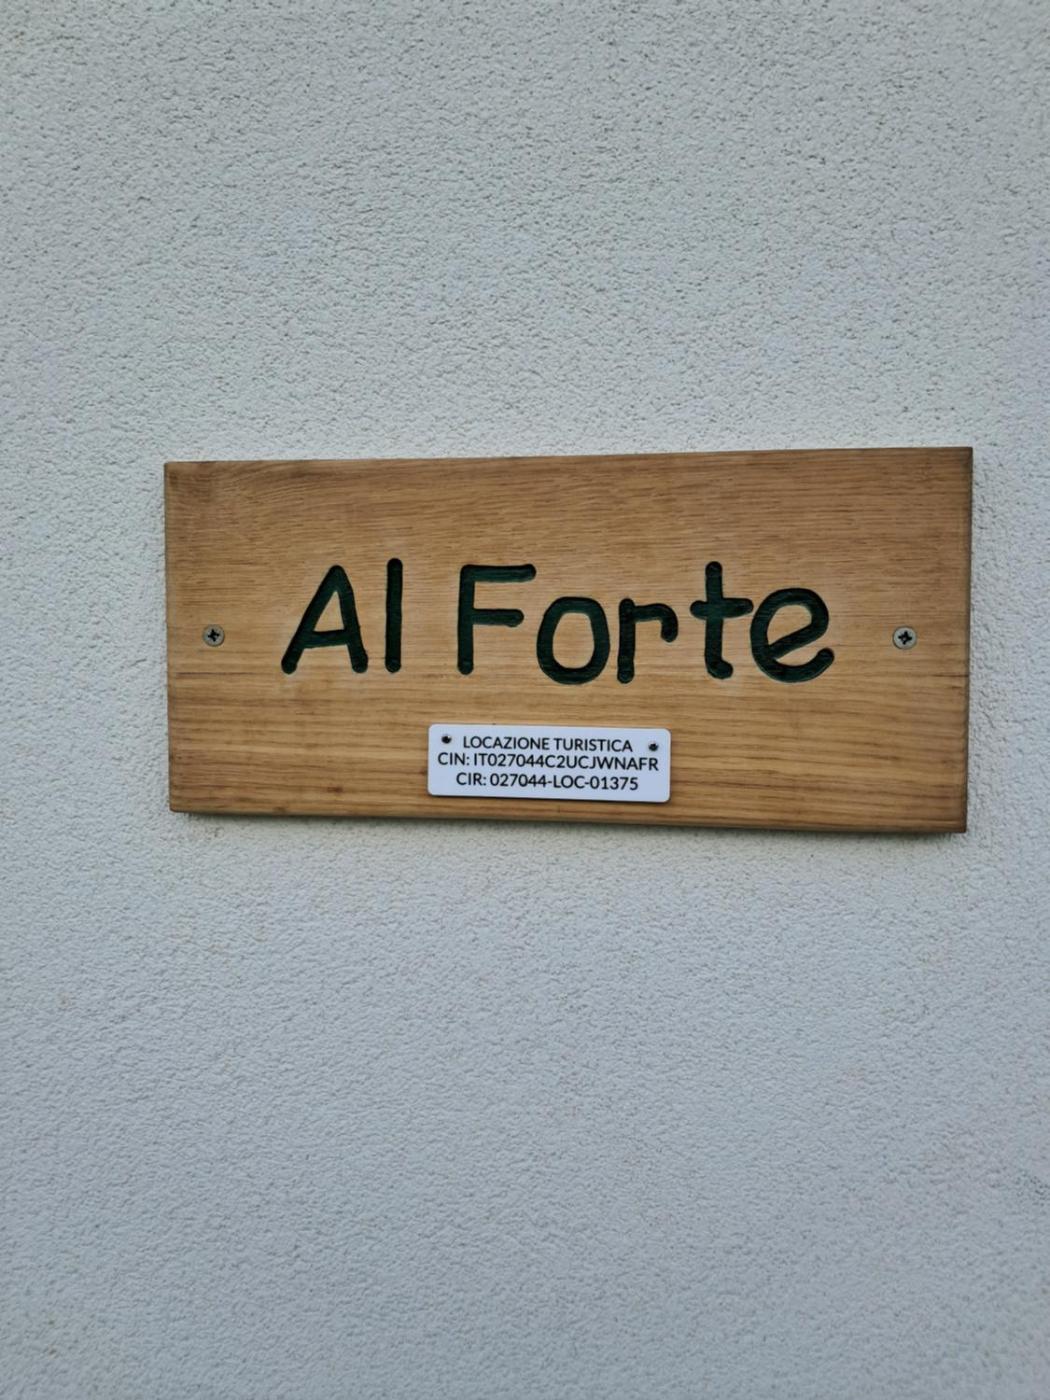 Al Forte
LOCAZIONE TURISTICA
CIN: IT027044C2UCJWNAFR
CIR: 027044-LOC-01375